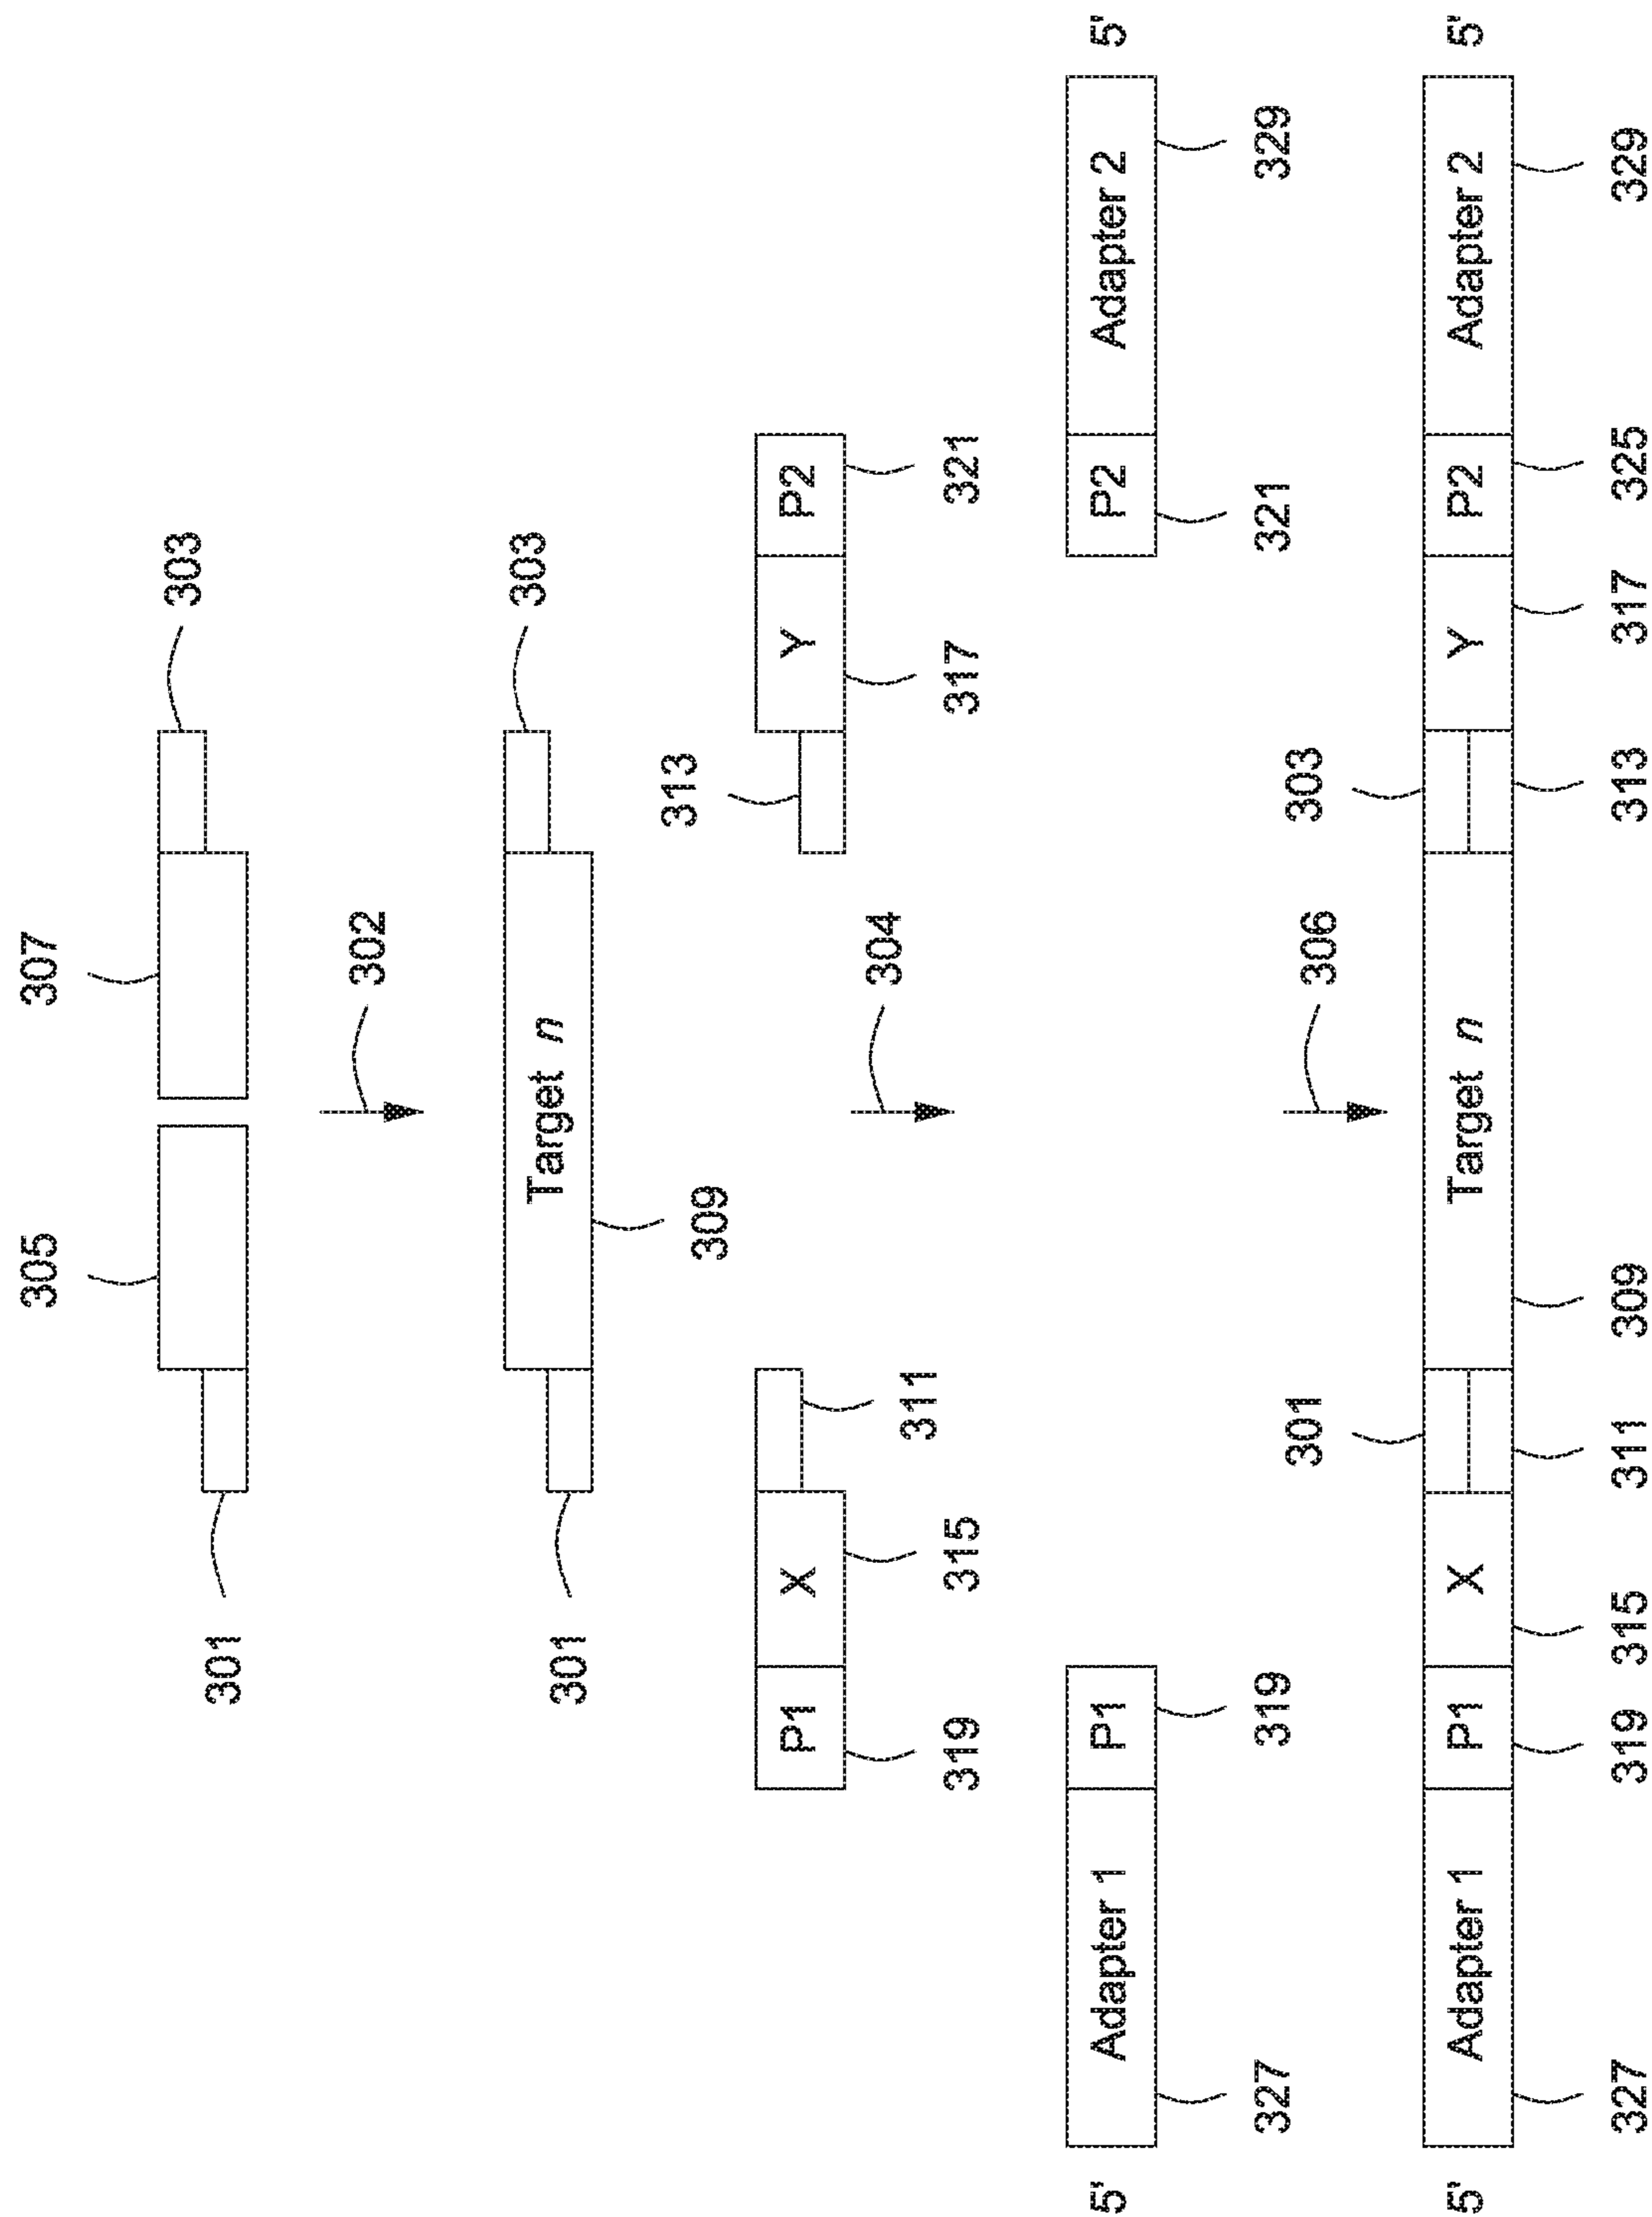 305 307
301 303
302
301 Target n 303
309
313
P1 X Y P2
319 315 311 317 321
304
5' Adapter 1 P1 P2 Adapter 2 5'
327 319 321 329
306
301 303
5' Adapter 1 P1 X Target n Y P2 Adapter 2 5'
327 319 315 311 309 313 317 325 329